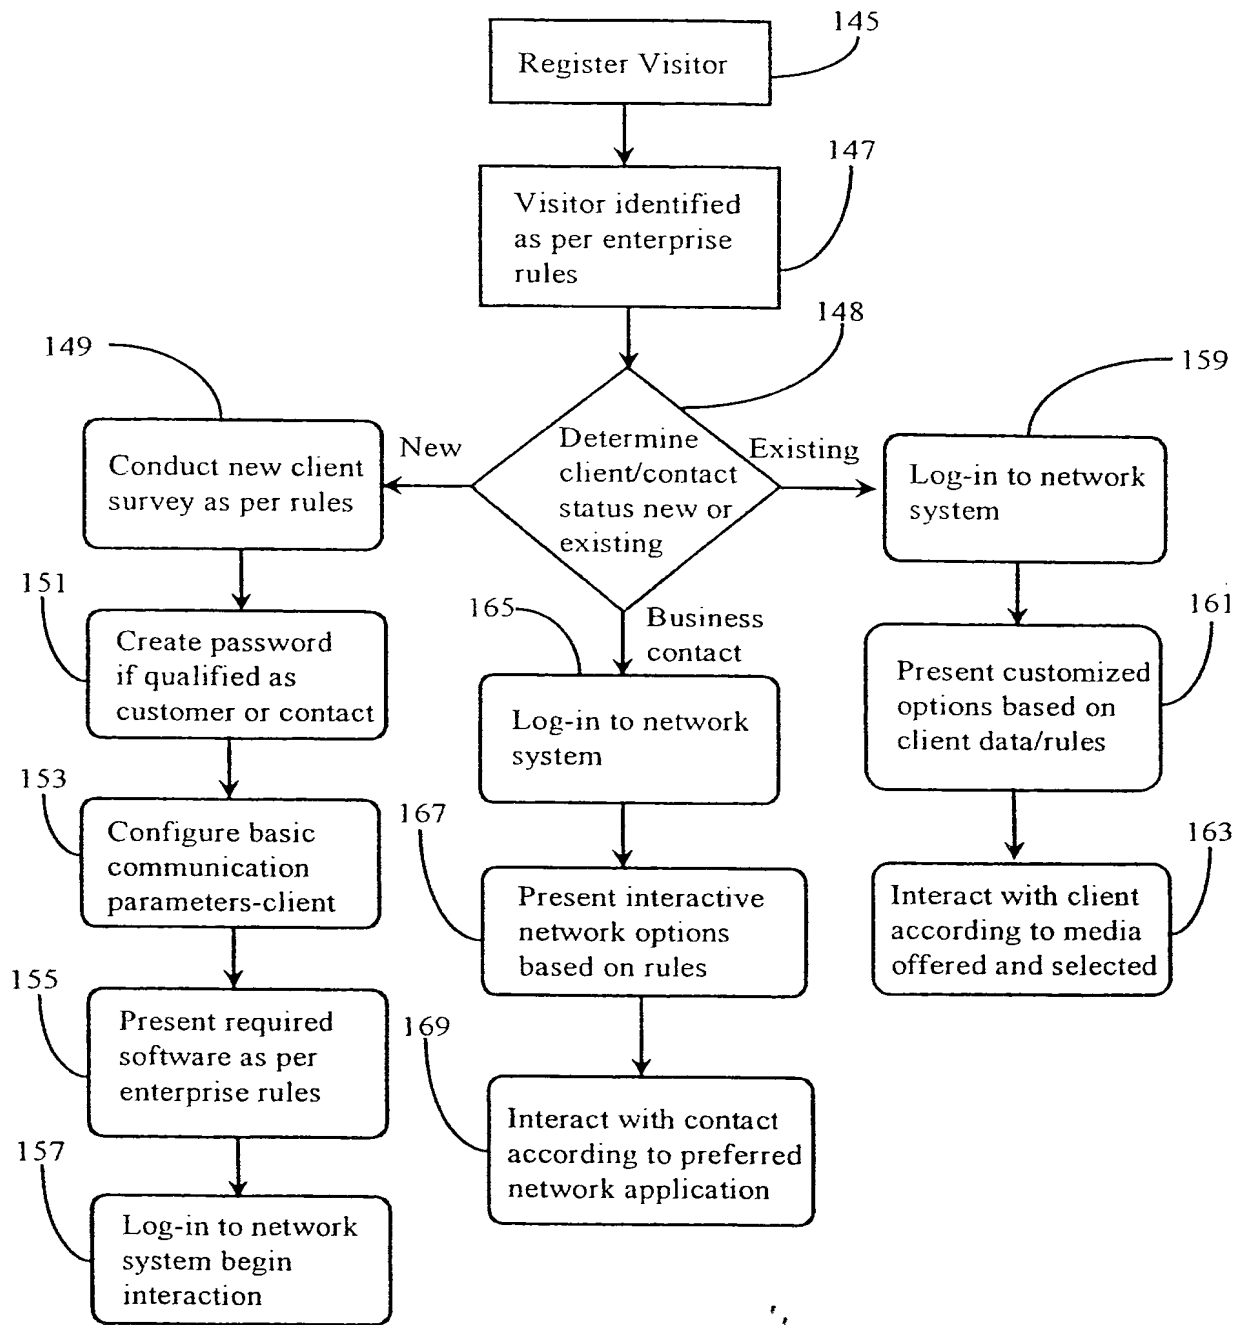 145
Register Visitor
147
Visitor identified
as per enterprise
rules
148
Determine
client/contact
status new or
existing
New
Existing
Business
contact
149
Conduct new client
survey as per rules
151
Create password
if qualified as
customer or contact
153
Configure basic
communication
parameters-client
155
Present required
software as per
enterprise rules
157
Log-in to network
system begin
interaction
165
Log-in to network
system
167
Present interactive
network options
based on rules
169
Interact with contact
according to preferred
network application
159
Log-in to network
system
161
Present customized
options based on
client data/rules
163
Interact with client
according to media
offered and selected